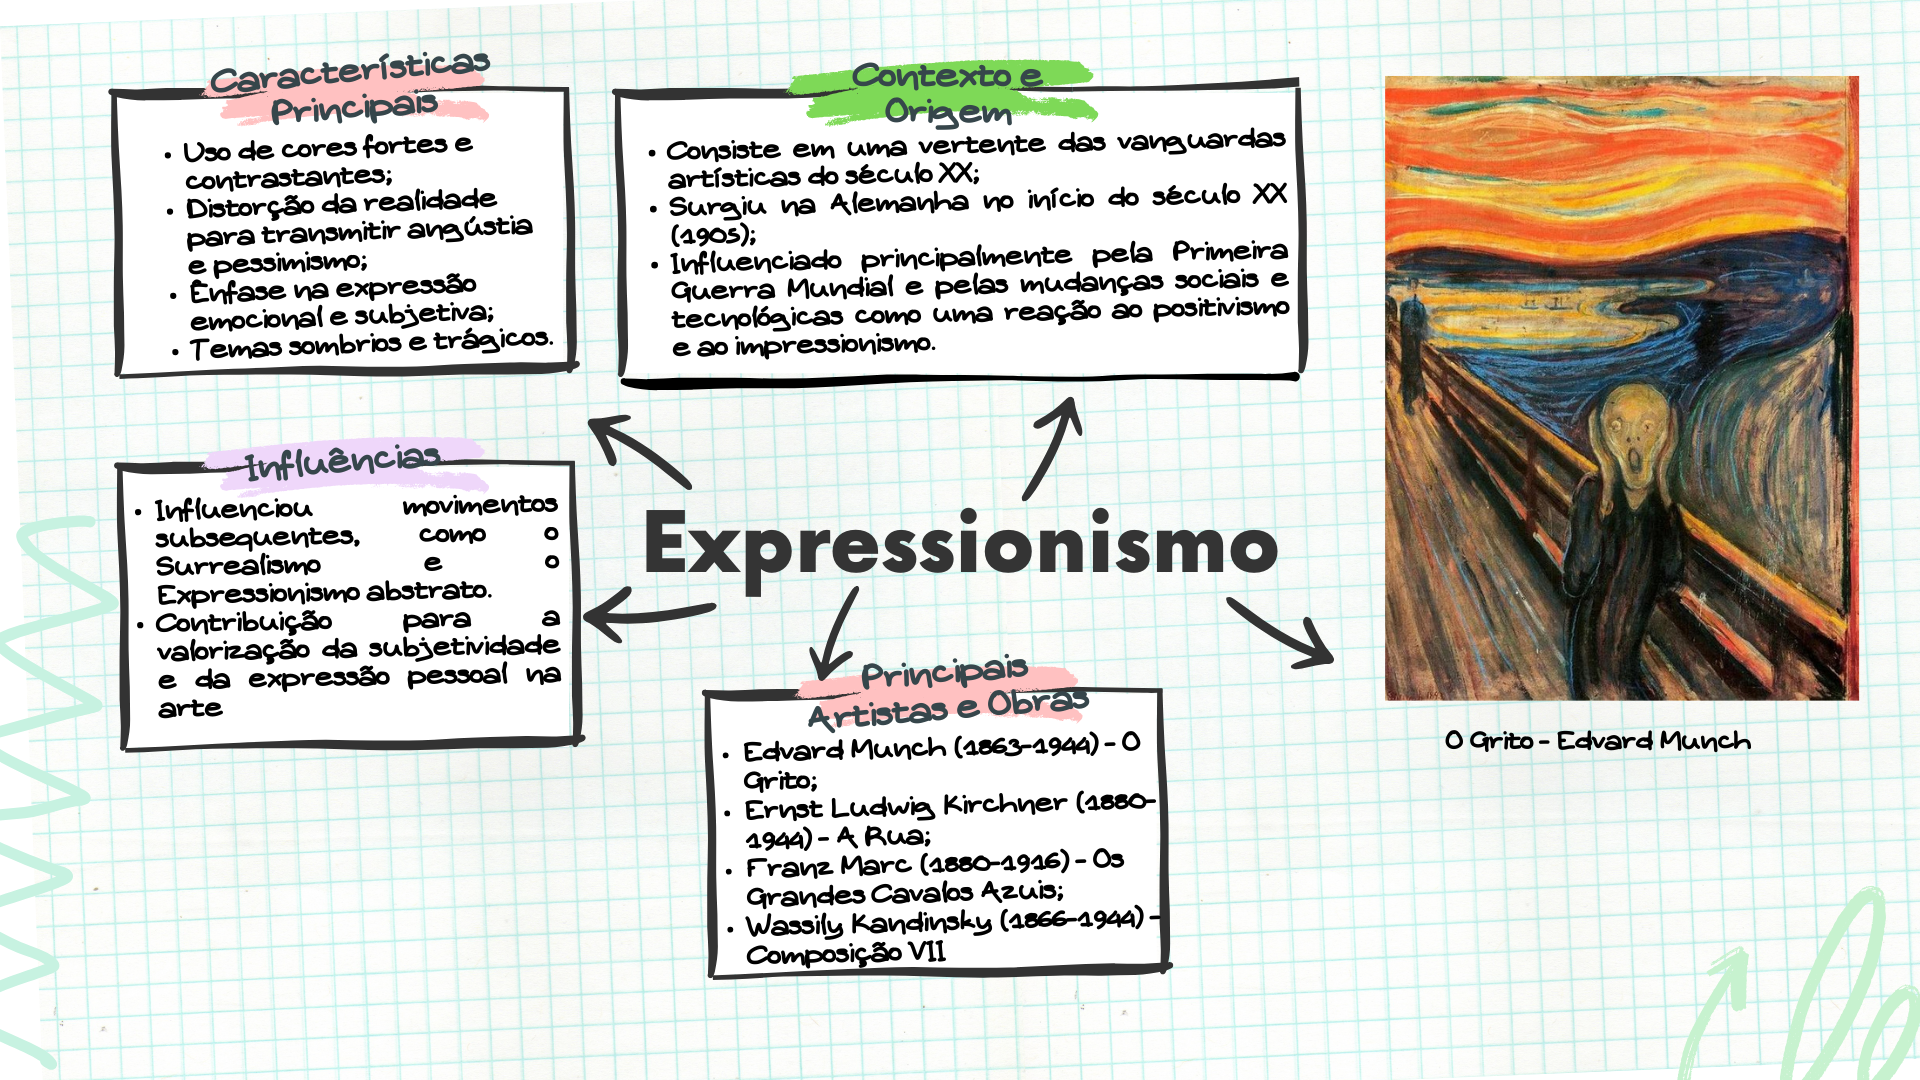 Características
Principais
• Uso de cores fortes e
contrastantes;
• Distorção da realidade
para transmitir angústia
e pessimismo;
• Ênfase na expressão
emocional e subjetiva;
• Temas sombrios e trágicos.
Contexto e
Origem
• Consiste em uma vertente das vanguardas
artísticas do século XX;
• Surgiu na Alemanha no início do século XX
(1905);
• Influenciado principalmente pela Primeira
Guerra Mundial e pelas mudanças sociais e
tecnológicas como uma reação ao positivismo
e ao impressionismo.
Influências
• Influenciou movimentos
subsequentes, como o
Surrealismo e o
Expressionismo abstrato.
• Contribuição para a
valorização da subjetividade
e da expressão pessoal na
arte
Expressionismo
Principais
Artistas e Obras
• Edvard Munch (1863-1944) - O
Grito;
• Ernst Ludwig Kirchner (1880-
1944) - A Rua;
• Franz Marc (1880-1916) - Os
Grandes Cavalos Azuis;
• Wassily Kandinsky (1866-1944) -
Composição VII
O Grito - Edvard Munch